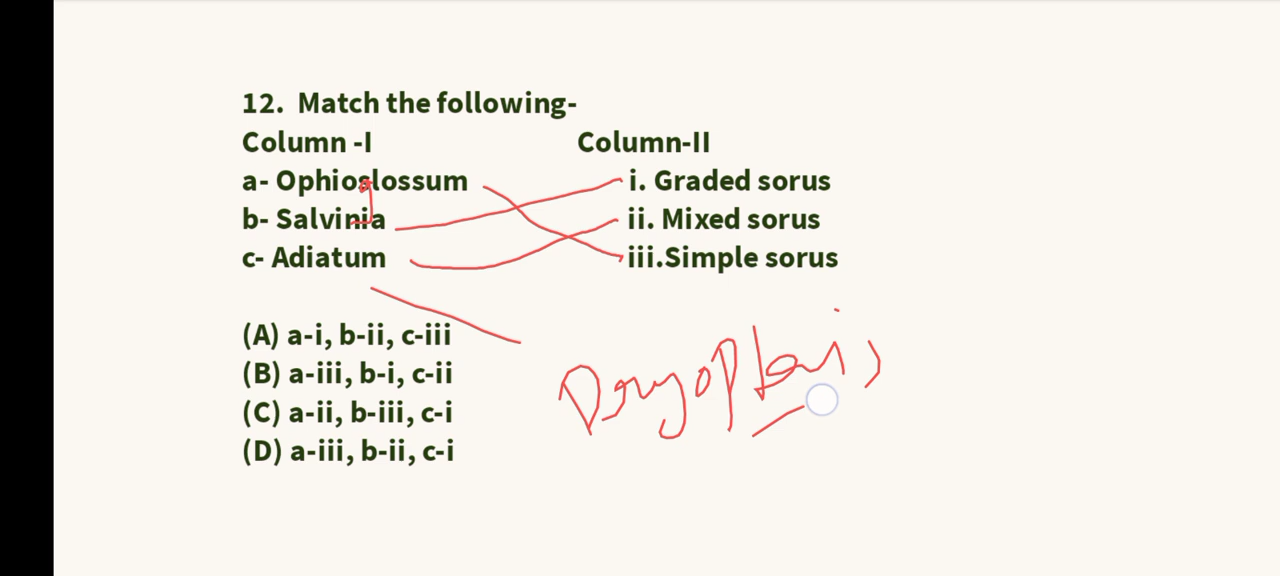 12. Match the following-
Column -I Column-II
a- Ophioglossum i. Graded sorus
b- Salvinia ii. Mixed sorus
c- Adiatum iii.Simple sorus
(A) a-i, b-ii, c-iii
(B) a-iii, b-i, c-ii
(C) a-ii, b-iii, c-i
(D) a-iii, b-ii, c-i
Dryopteris